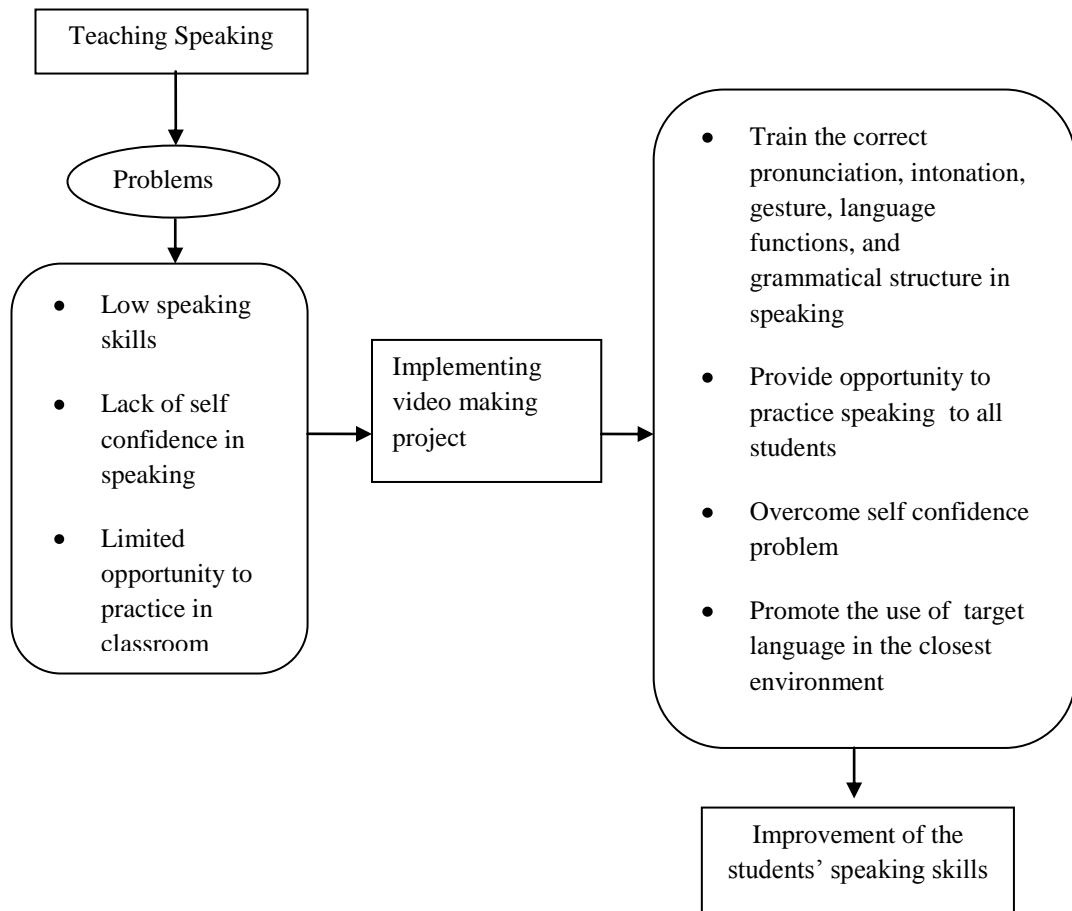 Teaching Speaking
Problems
• Low speaking
skills
• Lack of self
confidence in
speaking
• Limited
opportunity to
practice in
classroom
Implementing
video making
project
• Train the correct
pronunciation, intonation,
gesture, language
functions, and
grammatical structure in
speaking
• Provide opportunity to
practice speaking to all
students
• Overcome self confidence
problem
• Promote the use of target
language in the closest
environment
Improvement of the
students’ speaking skills